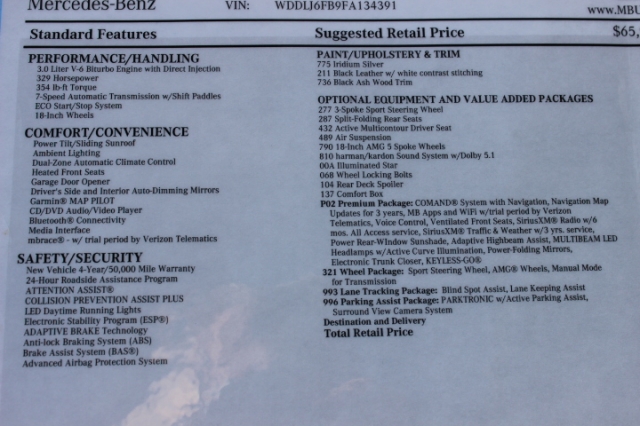 Mercedes-Benz VIN: WDDLJ6FB9FA134391
www.MBU
Standard Features
Suggested Retail Price $65,
PERFORMANCE/HANDLING
3.0 Liter V-6 Biturbo Engine with Direct Injection
329 Horsepower
354 lb-ft Torque
7-Speed Automatic Transmission w/Shift Paddles
ECO Start/Stop System
18-Inch Wheels
COMFORT/CONVENIENCE
Power Tilt/Sliding Sunroof
Ambient Lighting
Dual-Zone Automatic Climate Control
Heated Front Seats
Garage Door Opener
Driver's Side and Interior Auto-Dimming Mirrors
Garmin® MAP PILOT
CD/DVD Audio/Video Player
Bluetooth® Connectivity
Media Interface
mbrace® - w/ trial period by Verizon Telematics
SAFETY/SECURITY
New Vehicle 4-Year/50,000 Mile Warranty
24-Hour Roadside Assistance Program
ATTENTION ASSIST®
COLLISION PREVENTION ASSIST PLUS
LED Daytime Running Lights
Electronic Stability Program (ESP®)
ADAPTIVE BRAKE Technology
Anti-lock Braking System (ABS)
Brake Assist System (BAS®)
Advanced Airbag Protection System
PAINT/UPHOLSTERY & TRIM
775 Iridium Silver
211 Black Leather w/ white contrast stitching
736 Black Ash Wood Trim
OPTIONAL EQUIPMENT AND VALUE ADDED PACKAGES
277 3-Spoke Sport Steering Wheel
287 Split-Folding Rear Seats
432 Active Multicontour Driver Seat
489 Air Suspension
790 18-Inch AMG 5 Spoke Wheels
810 harman/kardon Sound System w/Dolby 5.1
00A Illuminated Star
068 Wheel Locking Bolts
104 Rear Deck Spoiler
137 Comfort Box
P02 Premium Package: COMAND® System with Navigation, Navigation Map
Updates for 3 years, MB Apps and WiFi w/trial period by Verizon
Telematics, Voice Control, Ventilated Front Seats, SiriusXM® Radio w/6
mos. All Access service, SiriusXM® Traffic & Weather w/3 yrs. service,
Power Rear-Window Sunshade, Adaptive Highbeam Assist, MULTIBEAM LED
Headlamps w/Active Curve Illumination, Power-Folding Mirrors,
Electronic Trunk Closer, KEYLESS-GO®
321 Wheel Package: Sport Steering Wheel, AMG® Wheels, Manual Mode
for Transmission
993 Lane Tracking Package: Blind Spot Assist, Lane Keeping Assist
996 Parking Assist Package: PARKTRONIC w/Active Parking Assist,
Surround View Camera System
Destination and Delivery
Total Retail Price